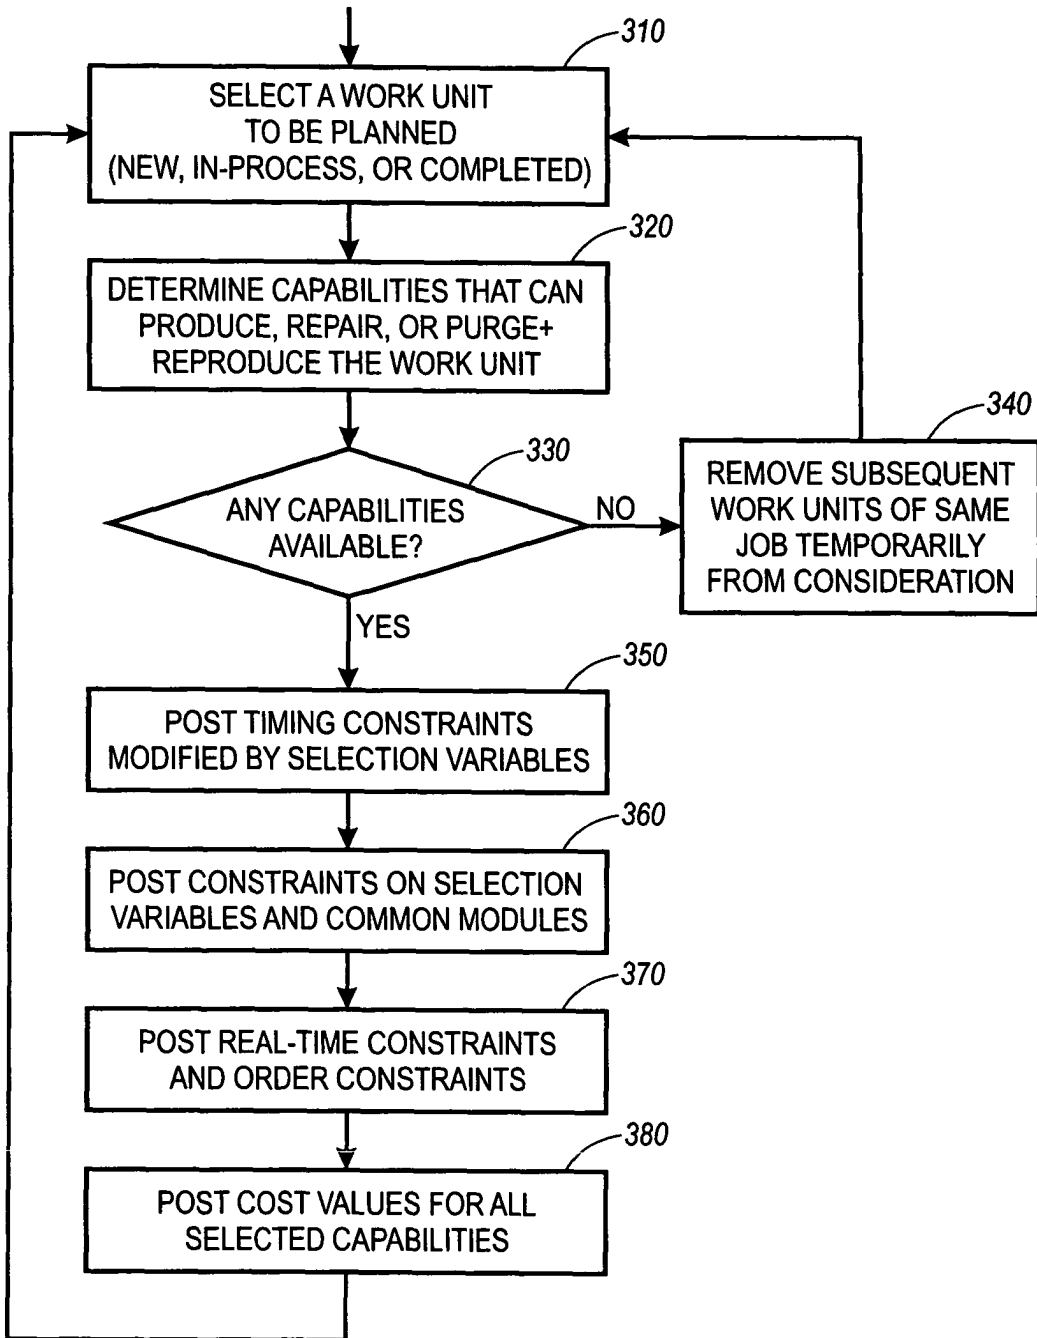 310
SELECT A WORK UNIT
TO BE PLANNED
(NEW, IN-PROCESS, OR COMPLETED)
320
DETERMINE CAPABILITIES THAT CAN
PRODUCE, REPAIR, OR PURGE+
REPRODUCE THE WORK UNIT
330
ANY CAPABILITIES
AVAILABLE?
NO
340
REMOVE SUBSEQUENT
WORK UNITS OF SAME
JOB TEMPORARILY
FROM CONSIDERATION
YES
350
POST TIMING CONSTRAINTS
MODIFIED BY SELECTION VARIABLES
360
POST CONSTRAINTS ON SELECTION
VARIABLES AND COMMON MODULES
370
POST REAL-TIME CONSTRAINTS
AND ORDER CONSTRAINTS
380
POST COST VALUES FOR ALL
SELECTED CAPABILITIES